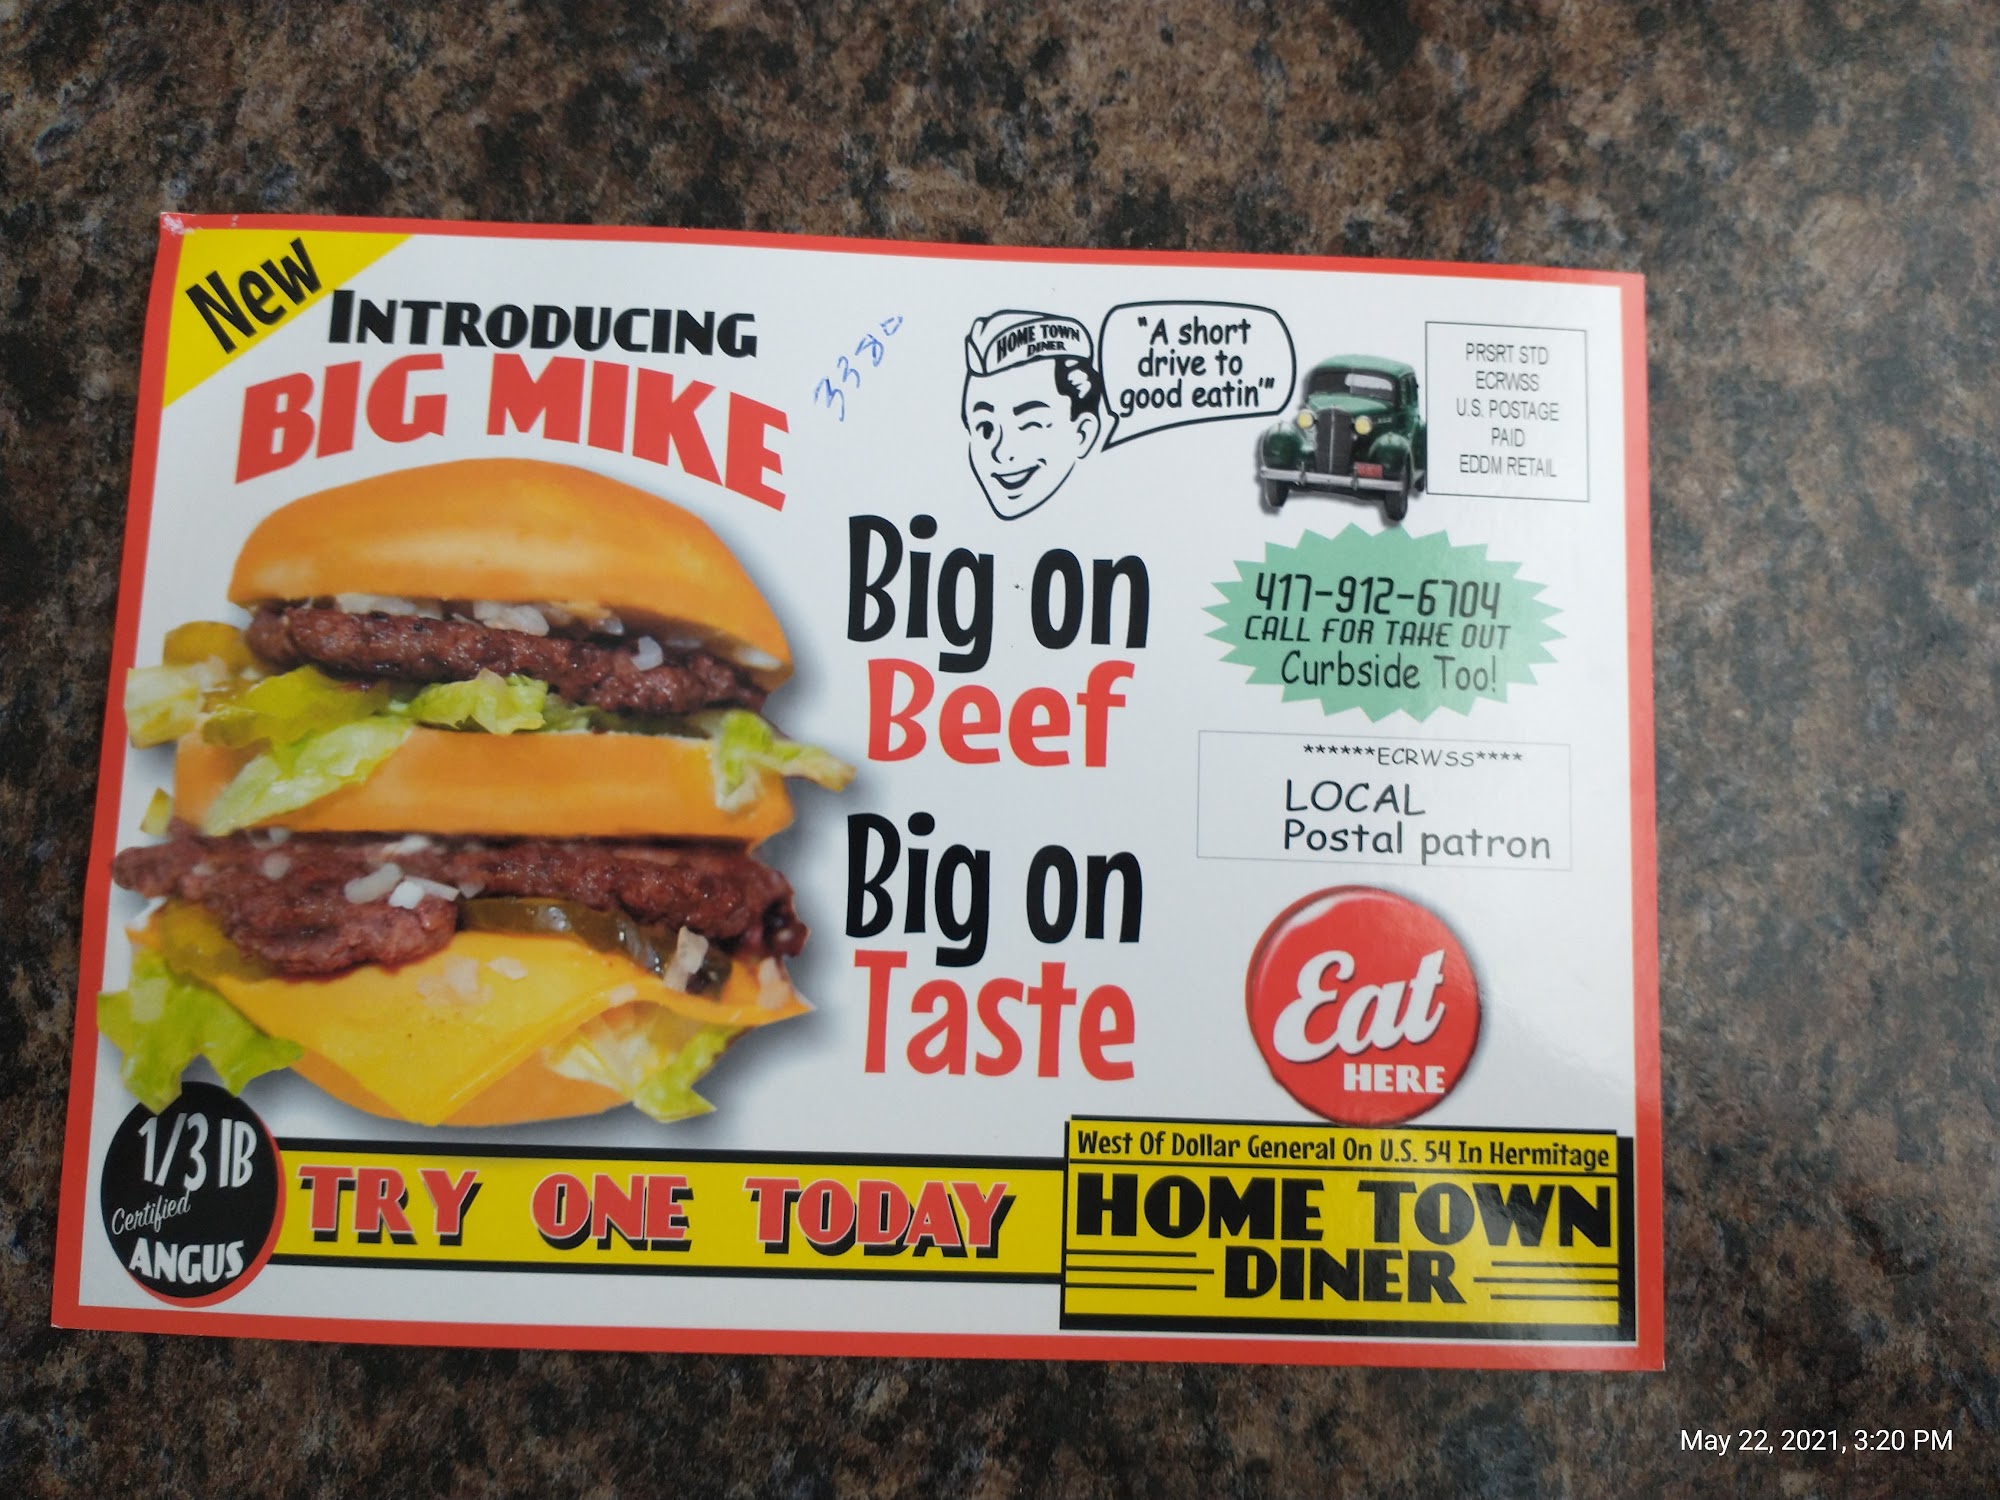 New
INTRODUCING
BIG MIKE
3380
HOME TOWN
DINER
"A short
drive to
good eatin'"
PRSRT STD
ECRWSS
U.S. POSTAGE
PAID
EDDM RETAIL
Big on
Beef
Big on
Taste
417-912-6704
CALL FOR TAKE OUT
Curbside Too!
******ECRWSS****
LOCAL
Postal patron
Eat
HERE
1/3 lB
Certified
ANGUS
TRY ONE TODAY
West Of Dollar General On U.S. 54 In Hermitage
HOME TOWN
DINER
May 22, 2021, 3:20 PM